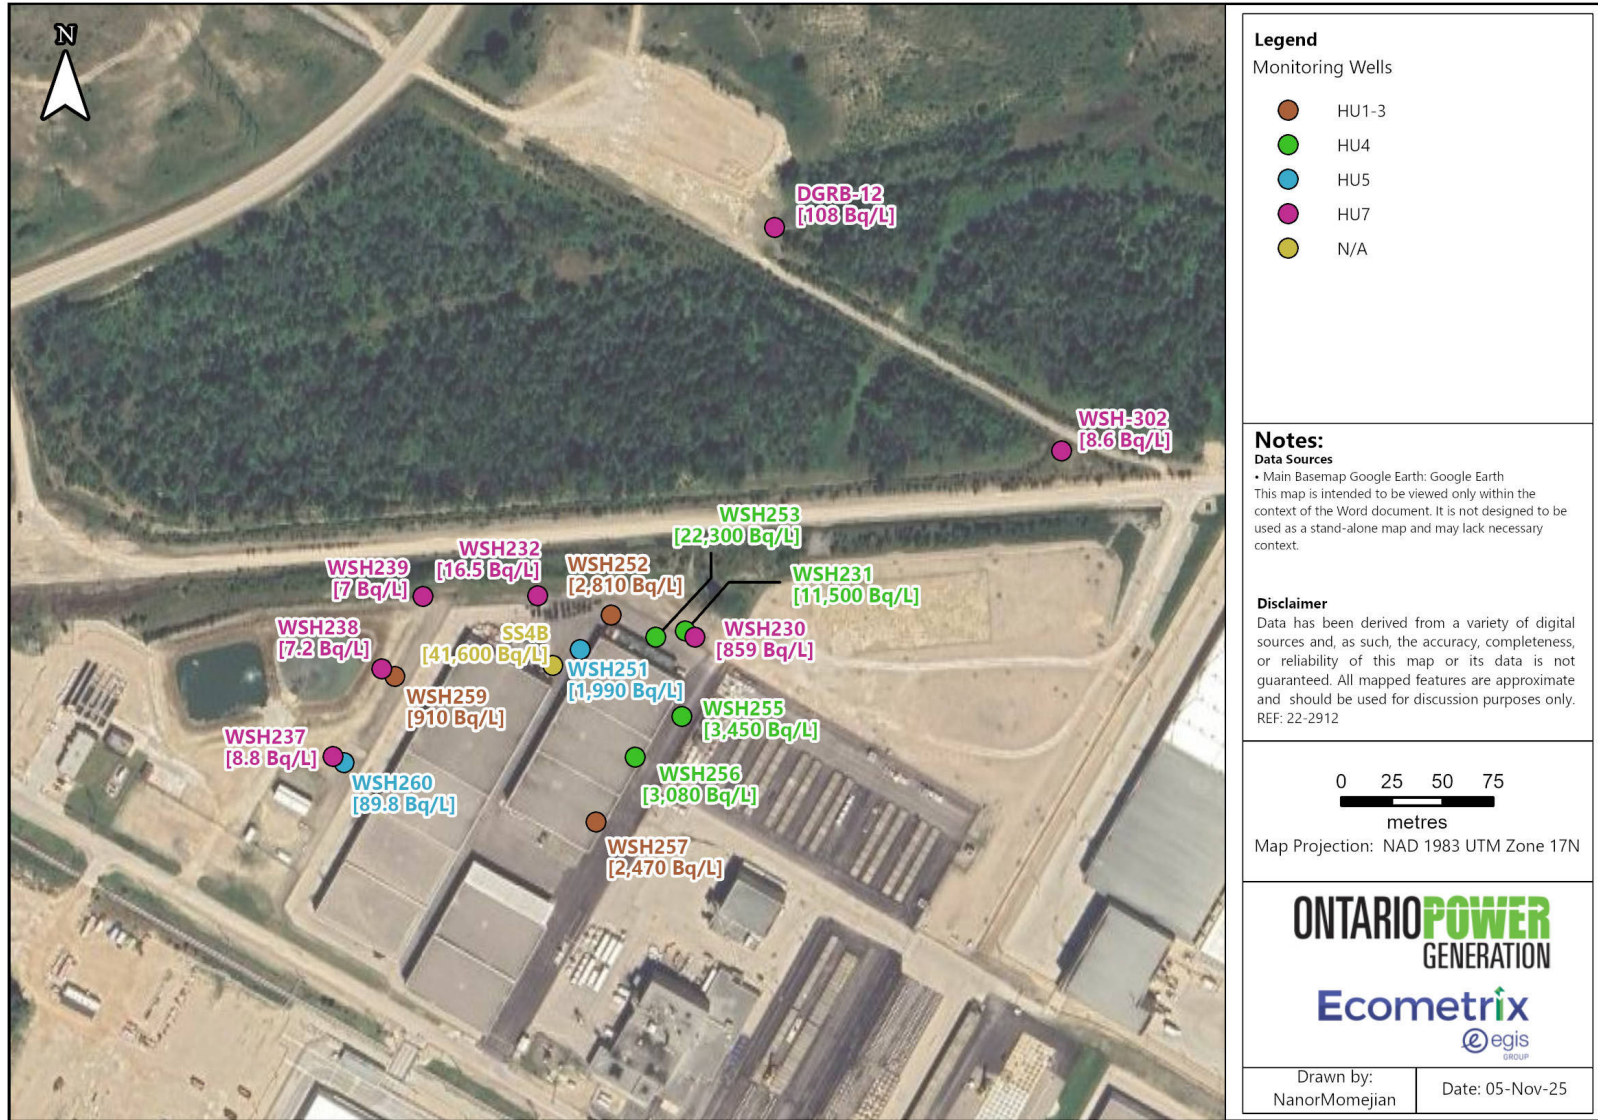 N
DGRB-12
[108 Bq/L]
WSH-302
[8.6 Bq/L]
WSH253
[22,300 Bq/L]
WSH232
[16.5 Bq/L]
WSH252
[2,810 Bq/L]
WSH239
[7 Bq/L]
WSH231
[11,500 Bq/L]
WSH238
[7.2 Bq/L]
SS4B
[41,600 Bq/L]
WSH230
[859 Bq/L]
WSH251
[1,990 Bq/L]
WSH259
[910 Bq/L]
WSH255
[3,450 Bq/L]
WSH237
[8.8 Bq/L]
WSH256
[3,080 Bq/L]
WSH260
[89.8 Bq/L]
WSH257
[2,470 Bq/L]
Legend
Monitoring Wells
HU1-3
HU4
HU5
HU7
N/A
Notes:
Data Sources
• Main Basemap Google Earth: Google Earth
This map is intended to be viewed only within the
context of the Word document. It is not designed to be
used as a stand-alone map and may lack necessary
context.
Disclaimer
Data has been derived from a variety of digital
sources and, as such, the accuracy, completeness,
or reliability of this map or its data is not
guaranteed. All mapped features are approximate
and should be used for discussion purposes only.
REF: 22-2912
0 25 50 75
metres
Map Projection: NAD 1983 UTM Zone 17N
ONTARIOPOWER
GENERATION
Ecometrix
egis
GROUP
Drawn by:
NanorMomejian
Date: 05-Nov-25